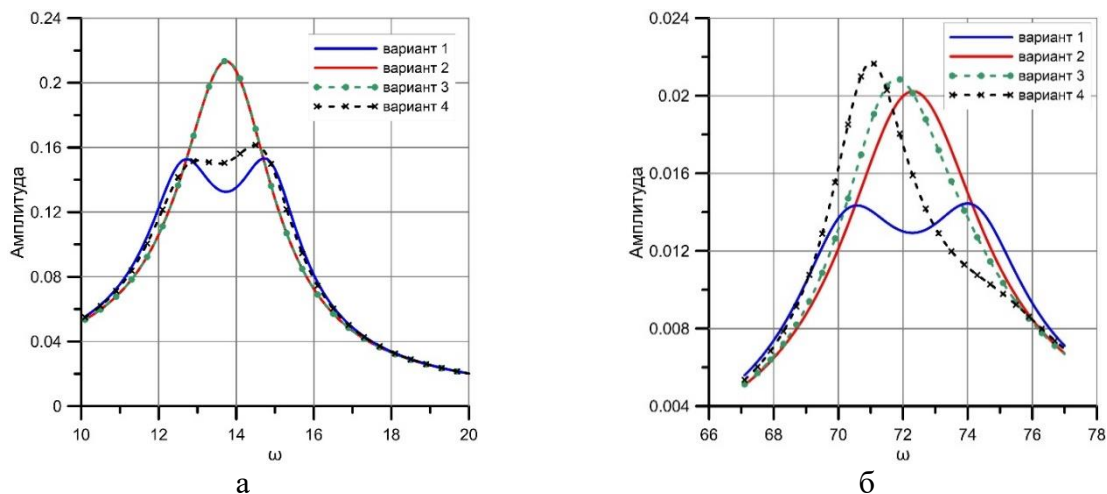 0.24
0.2
0.16
0.12
0.08
0.04
0
Амплитуда
вариант 1
вариант 2
вариант 3
вариант 4
10 12 14 16 18 20
ω
а
0.024
0.02
0.016
0.012
0.008
0.004
Амплитуда
вариант 1
вариант 2
вариант 3
вариант 4
66 68 70 72 74 76 78
ω
б